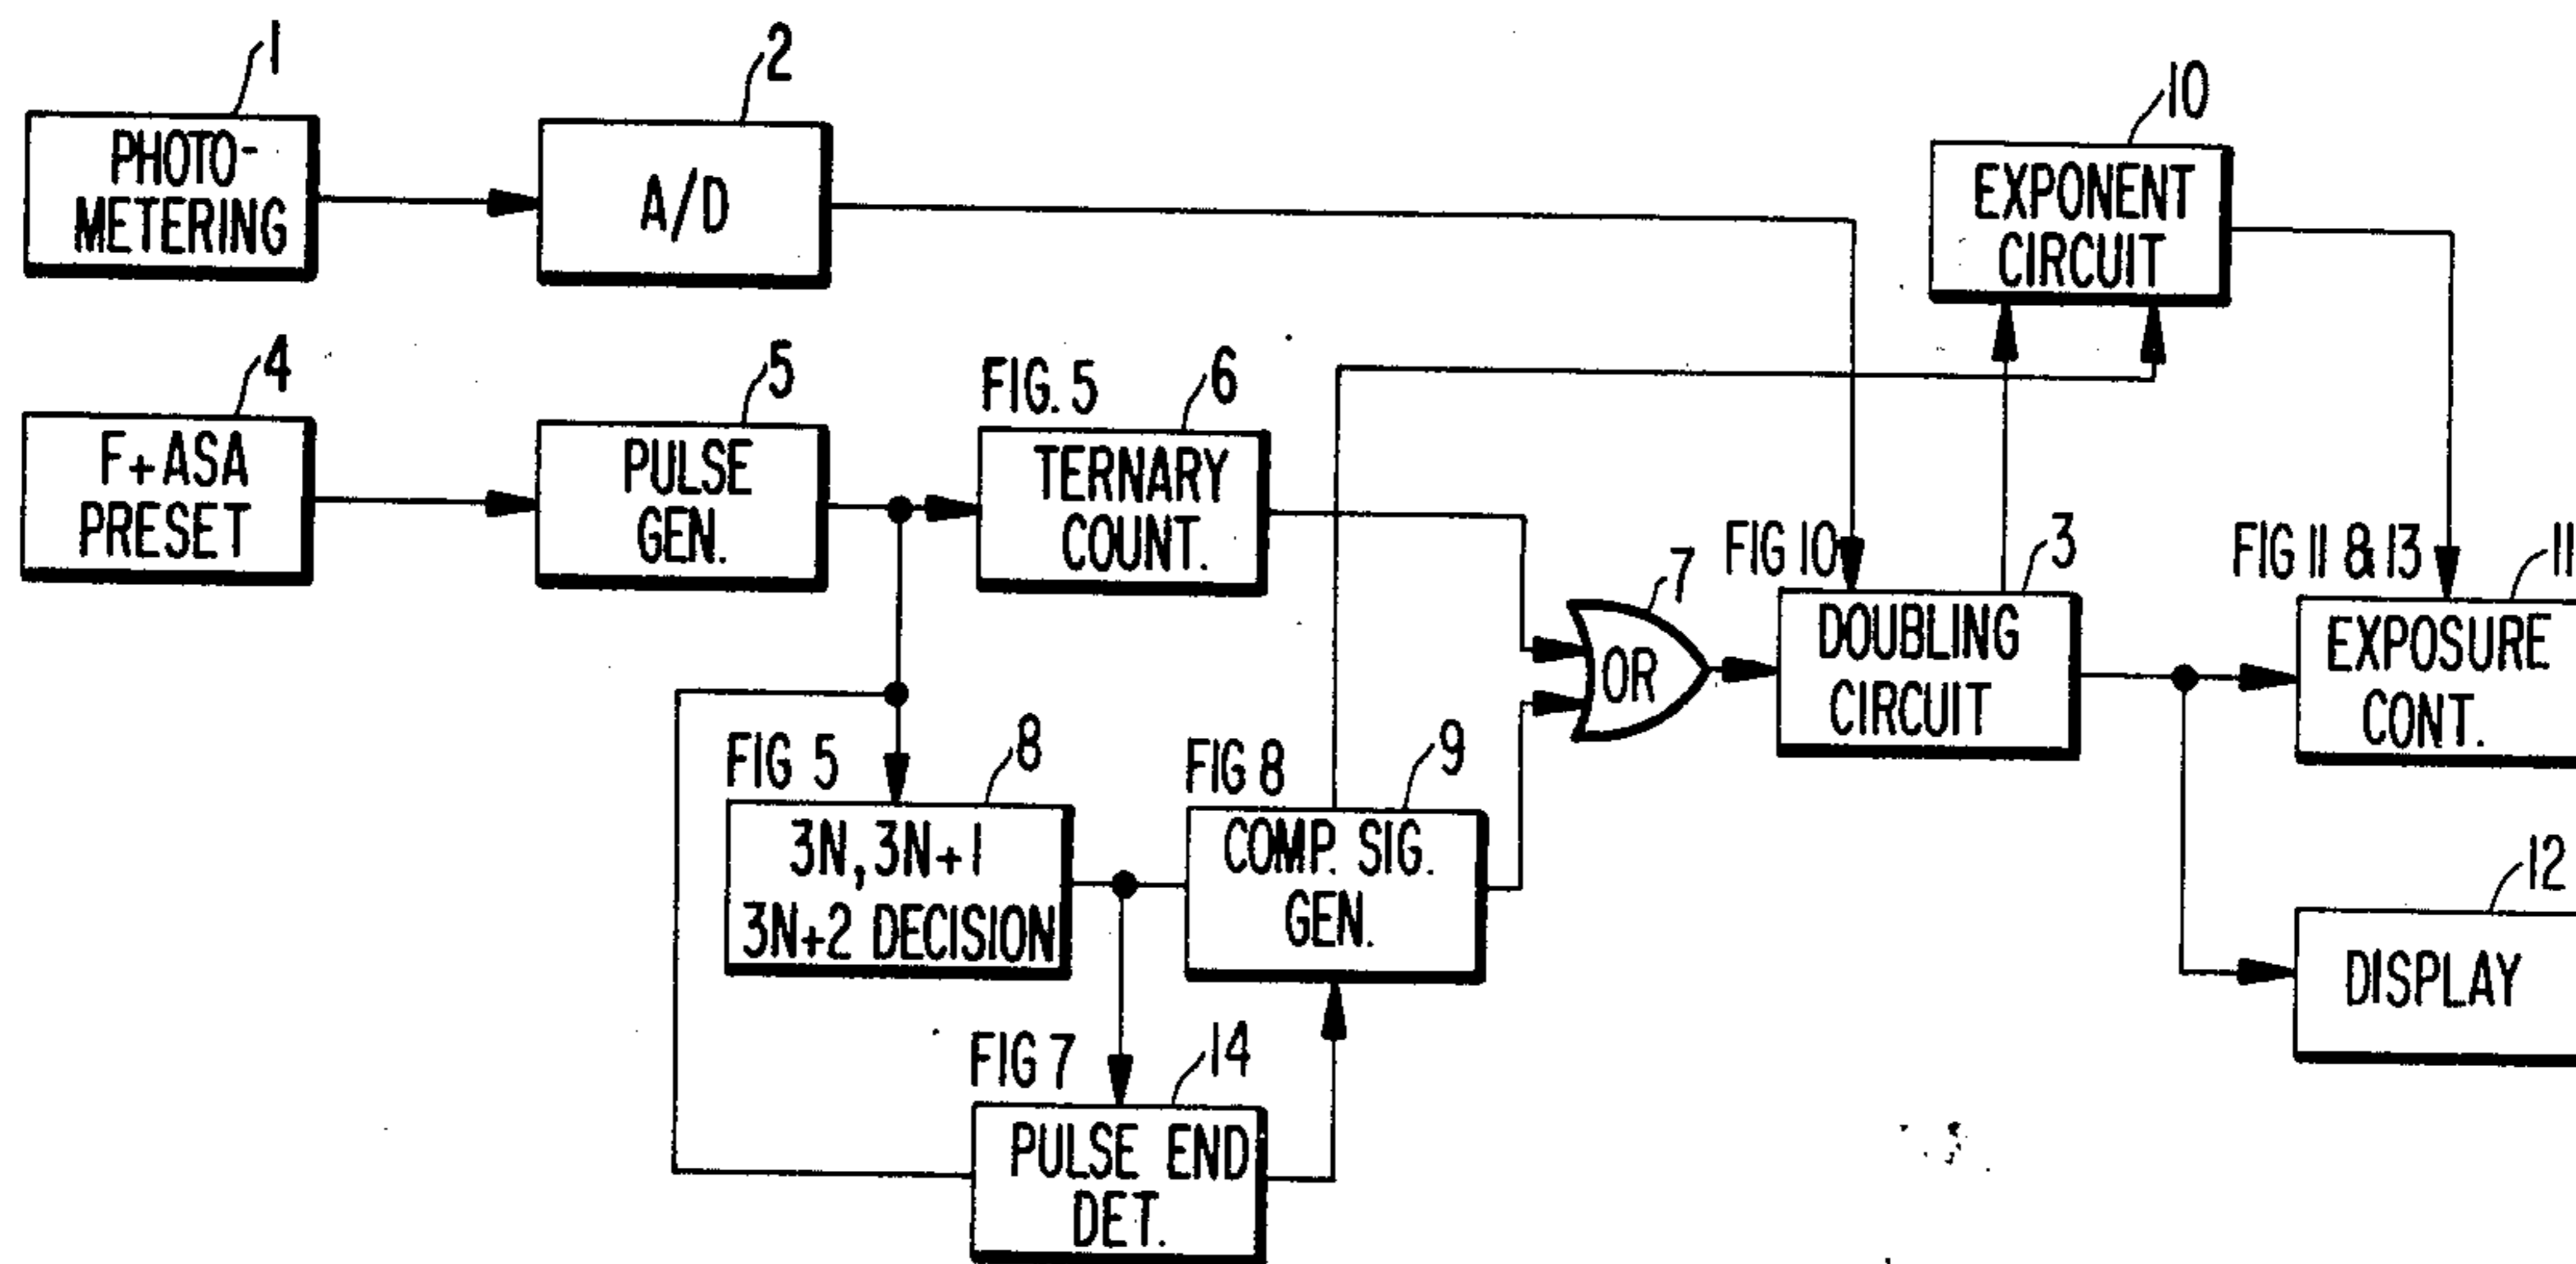 1
PHOTO-
METERING
2
A/D
10
EXPONENT
CIRCUIT
4
F+ASA
PRESET
5
PULSE
GEN.
FIG. 5
6
TERNARY
COUNT.
7
OR
FIG 10
3
DOUBLING
CIRCUIT
FIG 11 & 13
11
EXPOSURE
CONT.
FIG 5
8
3N, 3N+1
3N+2 DECISION
FIG 8
9
COMP. SIG.
GEN.
12
DISPLAY
FIG 7
14
PULSE END
DET.